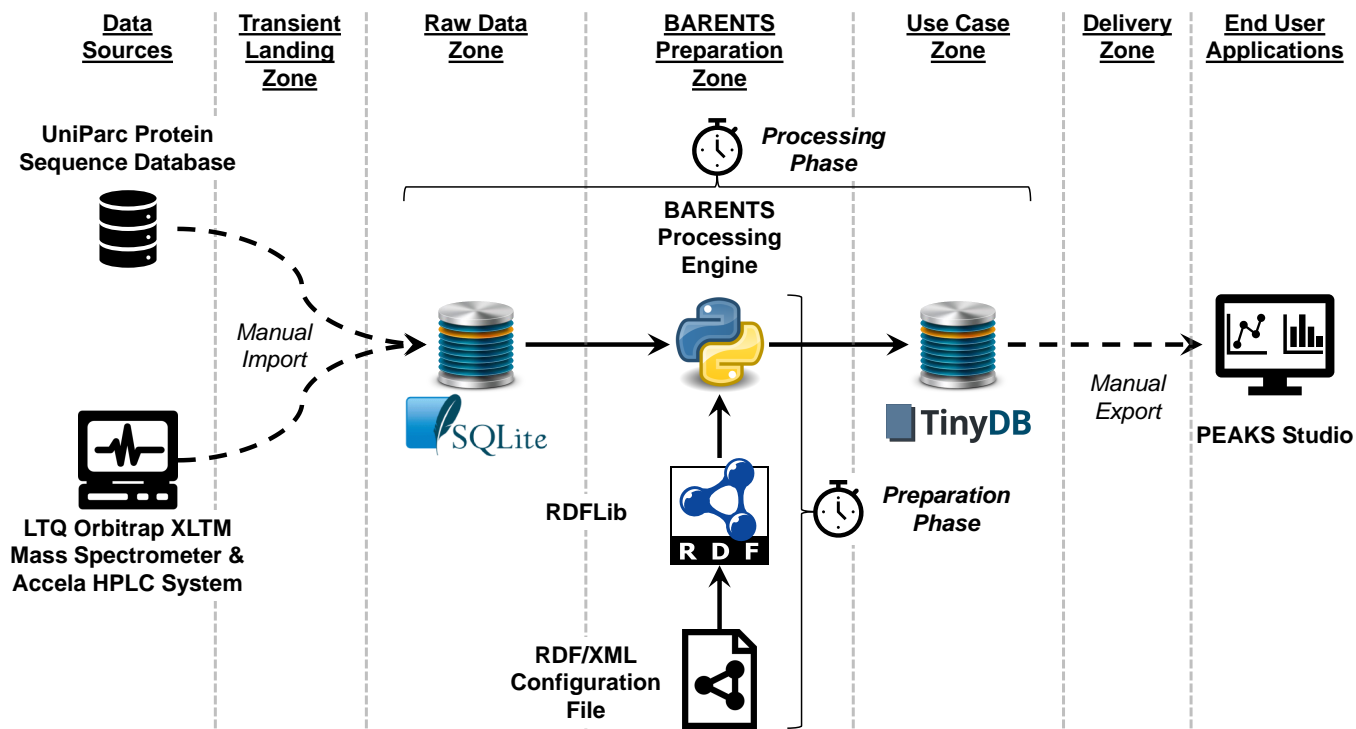 Data
Sources
Transient
Landing
Zone
Raw Data
Zone
BARENTS
Preparation
Zone
Use Case
Zone
Delivery
Zone
End User
Applications
UniParc Protein
Sequence Database
Processing
Phase
BARENTS
Processing
Engine
Manual
Import
SQLite
TinyDB
Manual
Export
PEAKS Studio
LTQ Orbitrap XLTM
Mass Spectrometer &
Accela HPLC System
RDFLib
R D F
Preparation
Phase
RDF/XML
Configuration
File